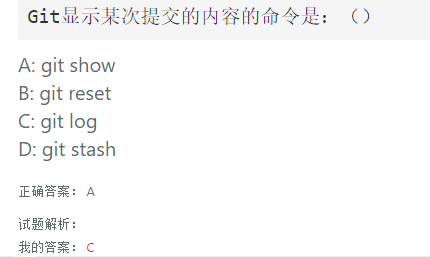 Git显示某次提交的内容的命令是：（）
A: git show
B: git reset
C: git log
D: git stash
正确答案： A
试题解析：
我的答案： C